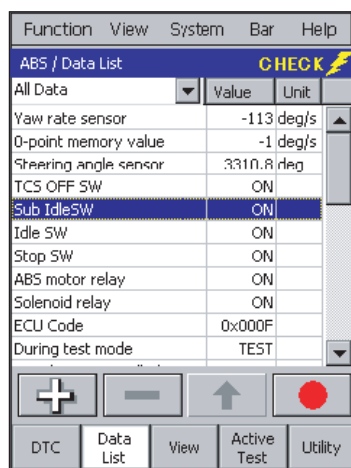 Function View System Bar Help
ABS / Data List CHECK
All Data Value Unit
Yaw rate sensor -113 deg/s
0-point memory value -1 deg/s
Steering angle sensor 3310.8 deg
TCS OFF SW ON
Sub IdleSW ON
Idle SW ON
Stop SW ON
ABS motor relay ON
Solenoid relay ON
ECU Code 0x000F
During test mode TEST
DTC Data List View Active Test Utility